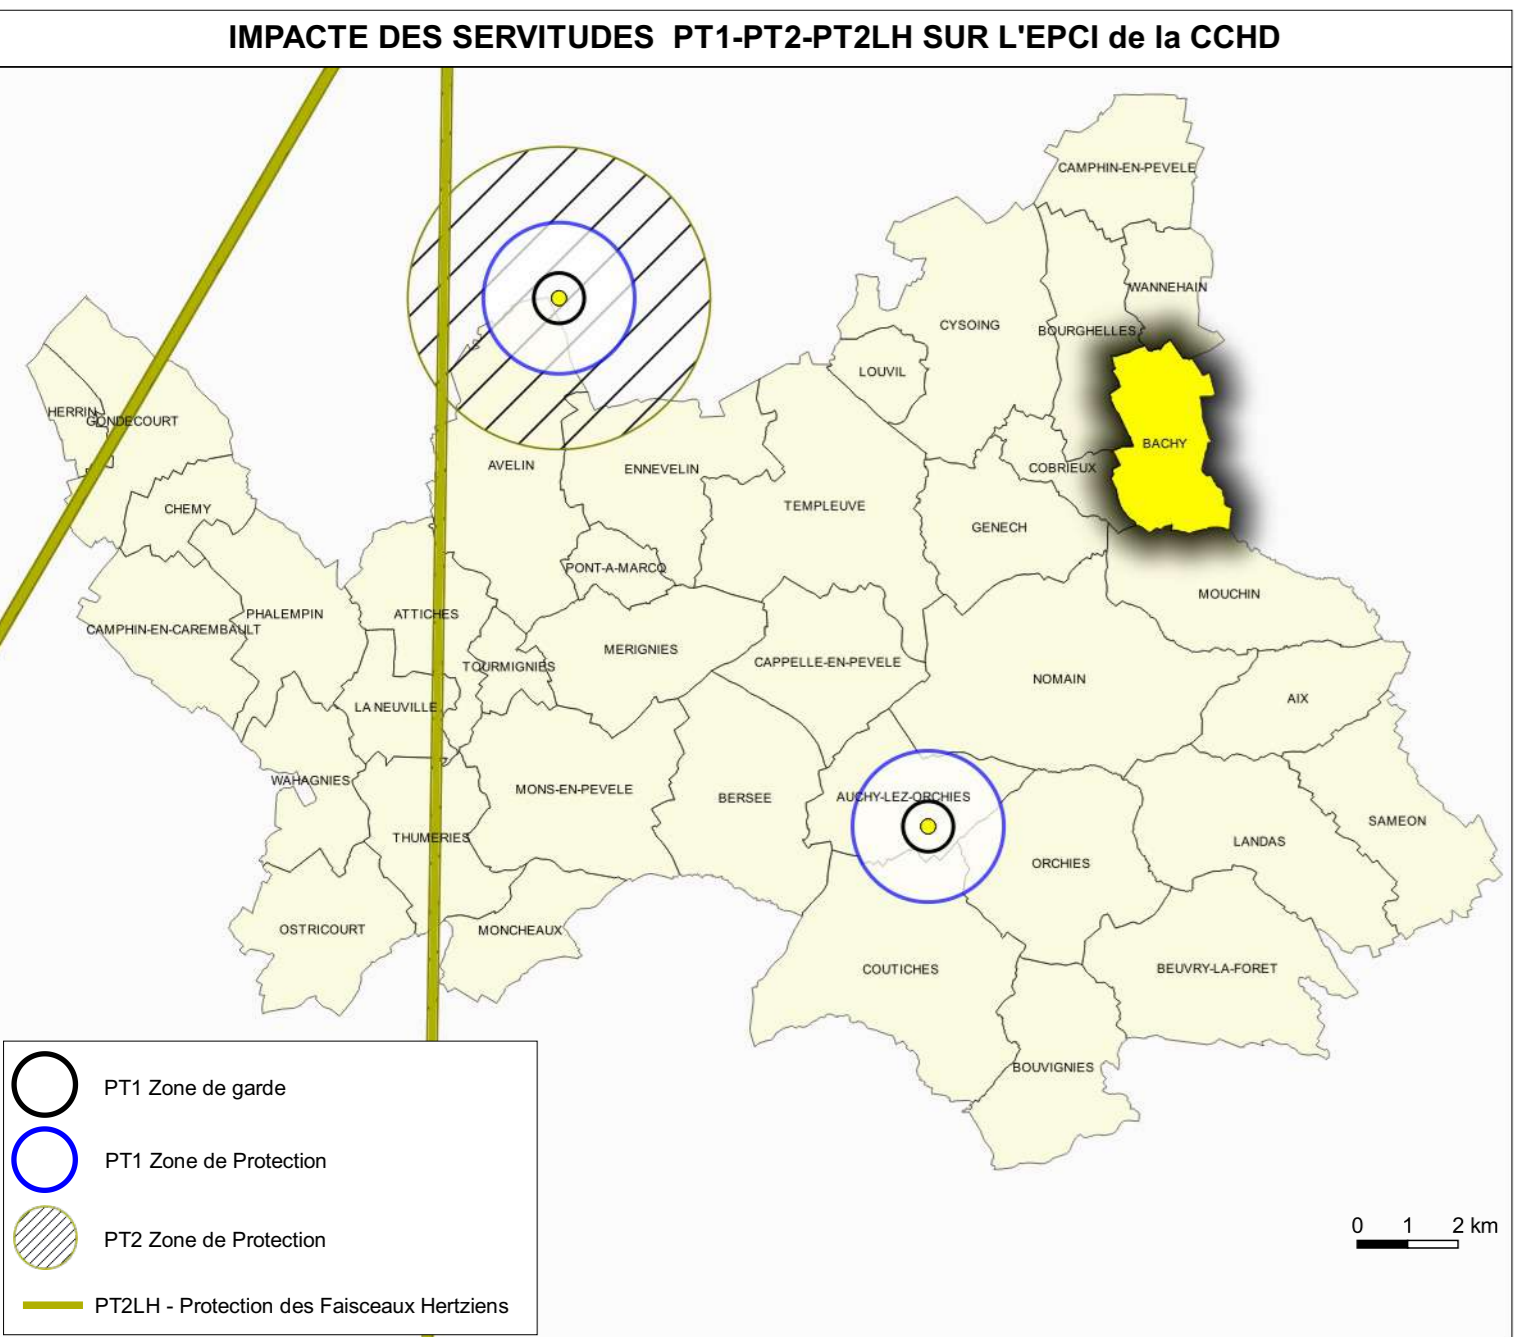 IMPACTE DES SERVITUDES PT1-PT2-PT2LH SUR L'EPCI de la CCHD
CAMPHIN-EN-PEVELE
WANNEHAIN
CYSOING
BOURGHELLES
LOUVIL
HERRIN
GONDECOURT
BACHY
AVELIN
ENNEVELIN
COBRIEUX
CHEMY
TEMPLEUVE
GENECH
PONT-A-MARCQ
MOUCHIN
PHALEMPIN
ATTICHES
CAMPHIN-EN-CAREMBAULT
MERIGNIES
TOURMIGNIES
CAPPELLE-EN-PEVELE
NOMAIN
AIX
LA NEUVILLE
WAHAGNIES
MONS-EN-PEVELE
BERSEE
AUCHY-LEZ-ORCHIES
SAMEON
THUMERIES
LANDAS
ORCHIES
OSTRICOURT
MONCHEAUX
COUTICHES
BEUVRY-LA-FORET
BOUVIGNIES
PT1 Zone de garde
PT1 Zone de Protection
PT2 Zone de Protection
PT2LH - Protection des Faisceaux Hertziens
0 1 2 km